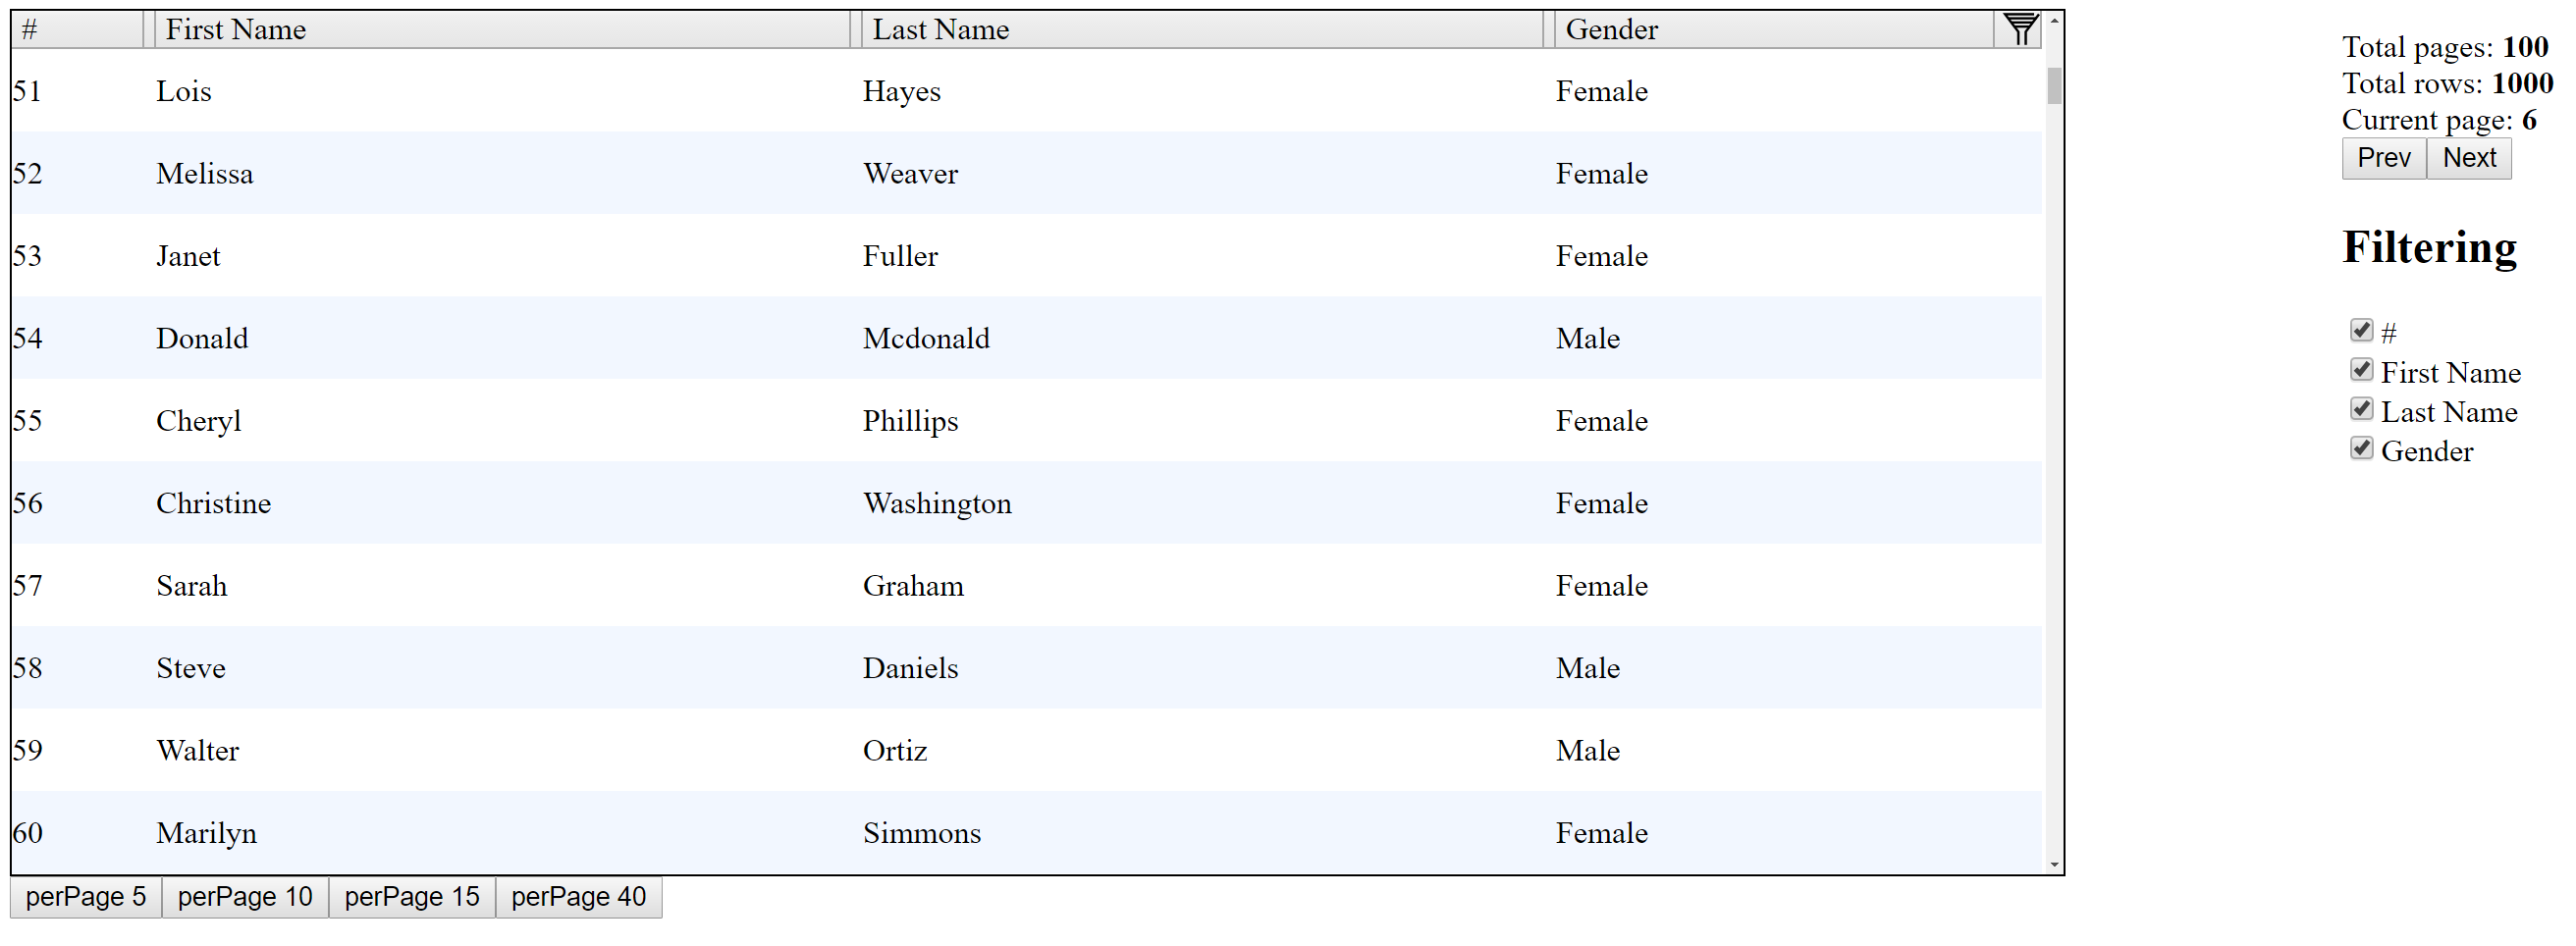 # First Name Last Name Gender
51 Lois Hayes Female
52 Melissa Weaver Female
53 Janet Fuller Female
54 Donald Mcdonald Male
55 Cheryl Phillips Female
56 Christine Washington Female
57 Sarah Graham Female
58 Steve Daniels Male
59 Walter Ortiz Male
60 Marilyn Simmons Female
perPage 5 perPage 10 perPage 15 perPage 40
Total pages: 100
Total rows: 1000
Current page: 6
Prev Next
Filtering
#
First Name
Last Name
Gender